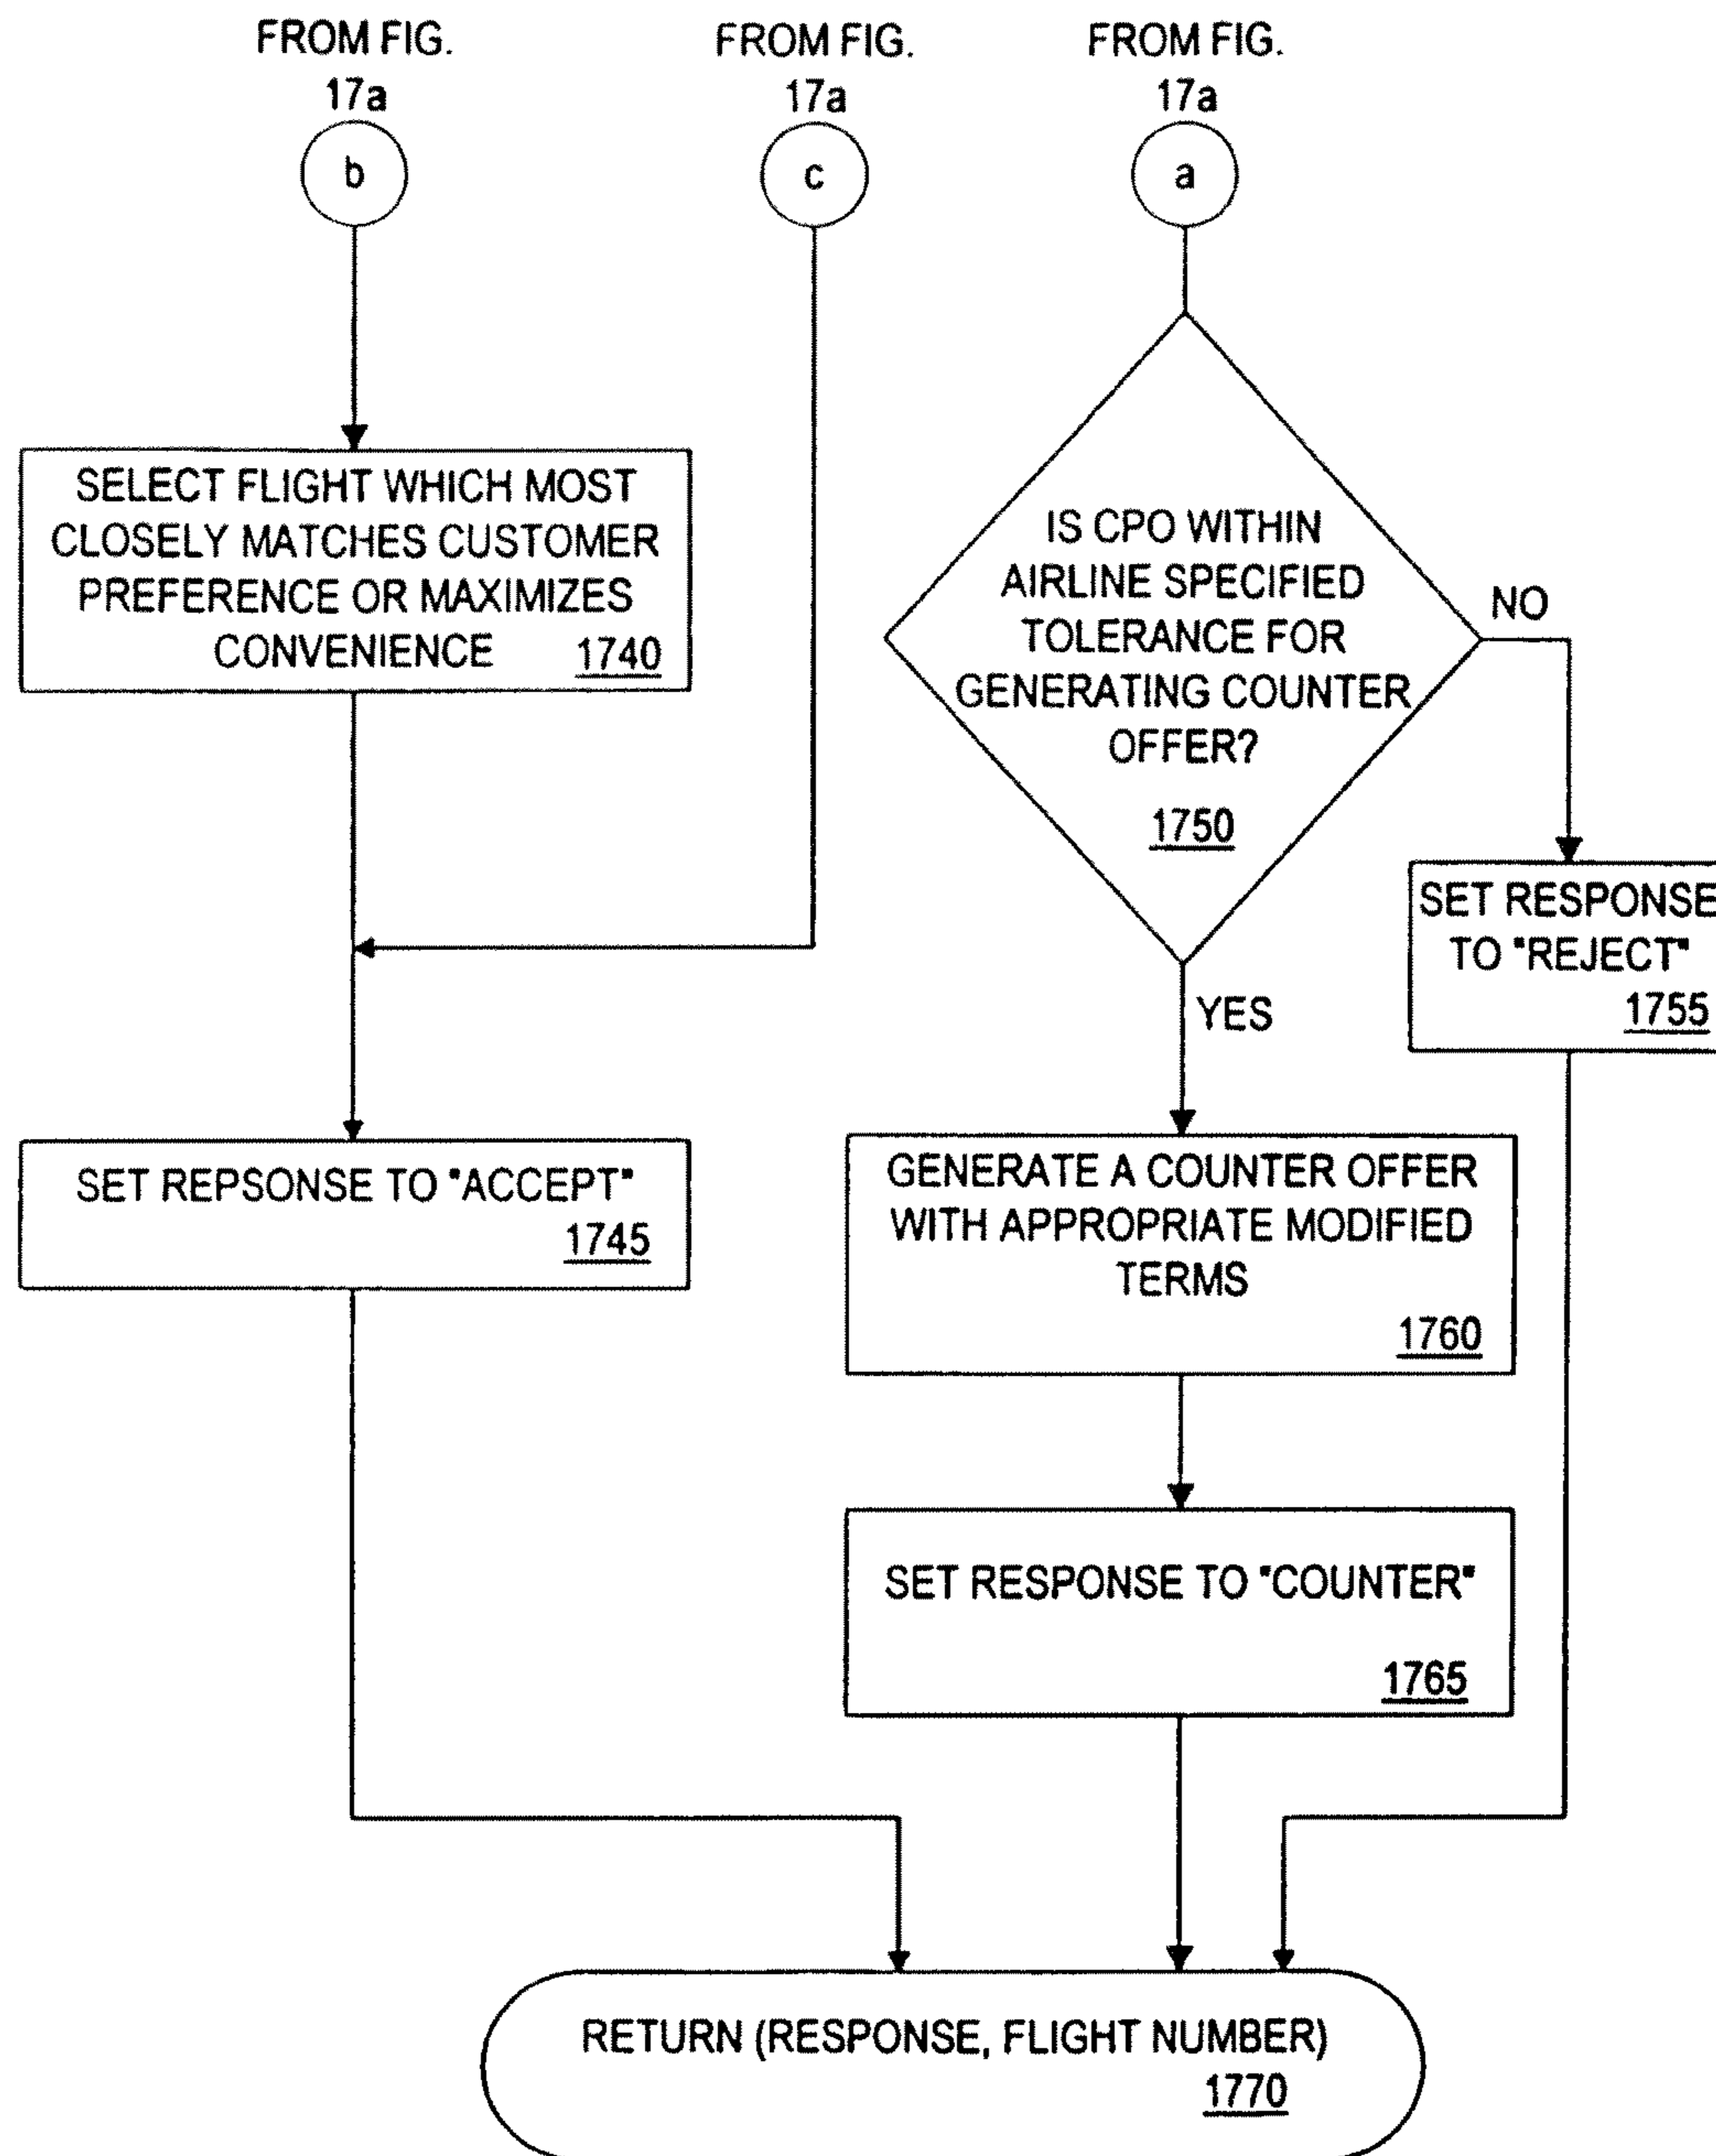 FROM FIG.
17a
b
FROM FIG.
17a
c
FROM FIG.
17a
a
SELECT FLIGHT WHICH MOST
CLOSELY MATCHES CUSTOMER
PREFERENCE OR MAXIMIZES
CONVENIENCE 1740
IS CPO WITHIN
AIRLINE SPECIFIED
TOLERANCE FOR
GENERATING COUNTER
OFFER?
1750
NO
SET RESPONSE
TO "REJECT"
1755
YES
SET REPSONSE TO "ACCEPT"
1745
GENERATE A COUNTER OFFER
WITH APPROPRIATE MODIFIED
TERMS
1760
SET RESPONSE TO "COUNTER"
1765
RETURN (RESPONSE, FLIGHT NUMBER)
1770